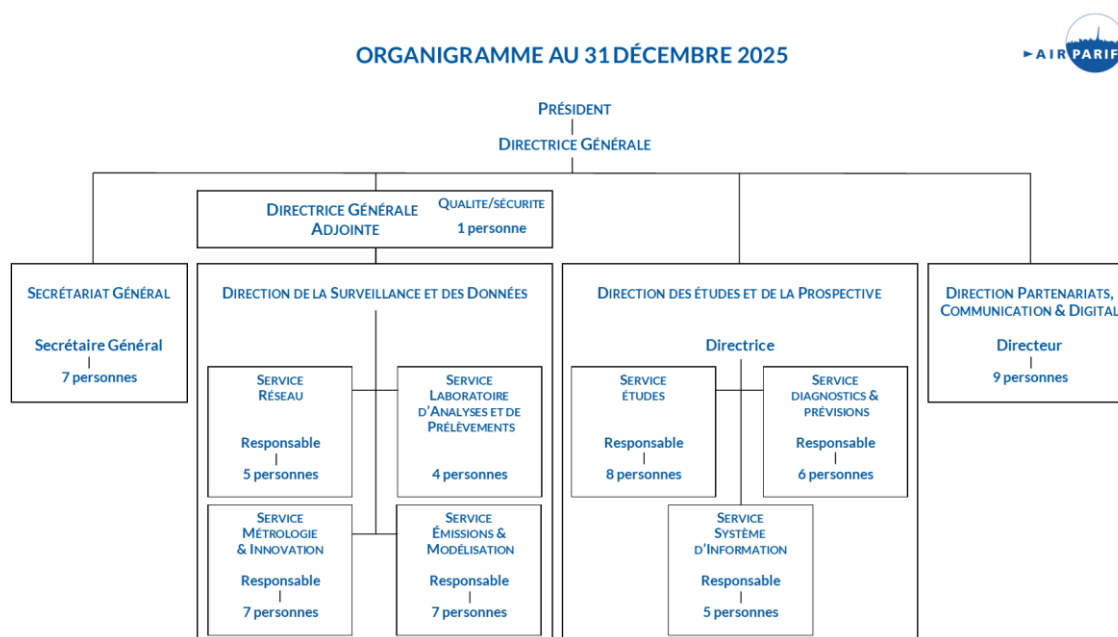 ORGANIGRAMME AU 31 DÉCEMBRE 2025
AIRPARIF
PRÉSIDENT
DIRECTRICE GÉNÉRALE
DIRECTRICE GÉNÉRALE
ADJOINTE
QUALITE/SÉCURITE
1 personne
SECRÉTARIAT GÉNÉRAL
Secrétaire Général
7 personnes
DIRECTION DE LA SURVEILLANCE ET DES DONNÉES
SERVICE
RÉSEAU
Responsable
5 personnes
SERVICE
LABORATOIRE
D'ANALYSES ET DE
PRÉLÈVEMENTS
4 personnes
SERVICE
MÉTROLOGIE
& INNOVATION
Responsable
7 personnes
SERVICE
ÉMISSIONS &
MODÉLISATION
Responsable
7 personnes
DIRECTION DES ÉTUDES ET DE LA PROSPECTIVE
Directrice
SERVICE
ÉTUDES
Responsable
8 personnes
SERVICE
DIAGNOSTICS &
PRÉVISIONS
Responsable
6 personnes
SERVICE
SYSTÈME
D'INFORMATION
Responsable
5 personnes
DIRECTION PARTENARIATS,
COMMUNICATION & DIGITAL
Directeur
9 personnes